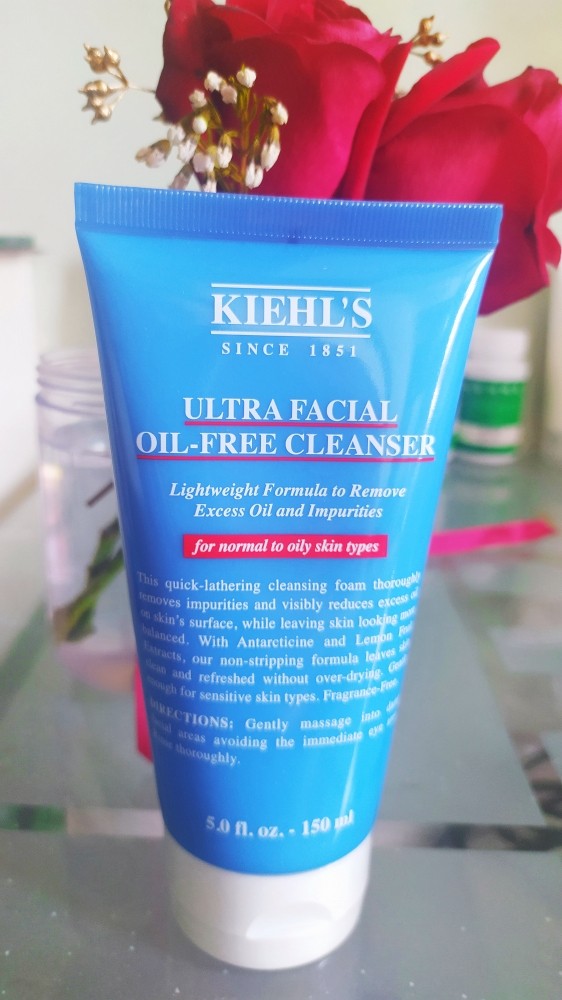 KIEHL'S
SINCE 1851
ULTRA FACIAL
OIL-FREE CLEANSER
Lightweight Formula to Remove
Excess Oil and Impurities
for normal to oily skin types
This quick-lathering cleansing foam thoroughly
removes impurities and visibly reduces excess oil
on skin's surface, while leaving skin looking more
balanced. With Antarcticine and Lemon Fruit
Extracts, our non-stripping formula leaves
clean and refreshed without over-drying.
enough for sensitive skin types. Fragrance-Free.
DIRECTIONS: Gently massage into
facial areas avoiding the immediate eye
thoroughly.
5.0 fl. oz. - 150 ml